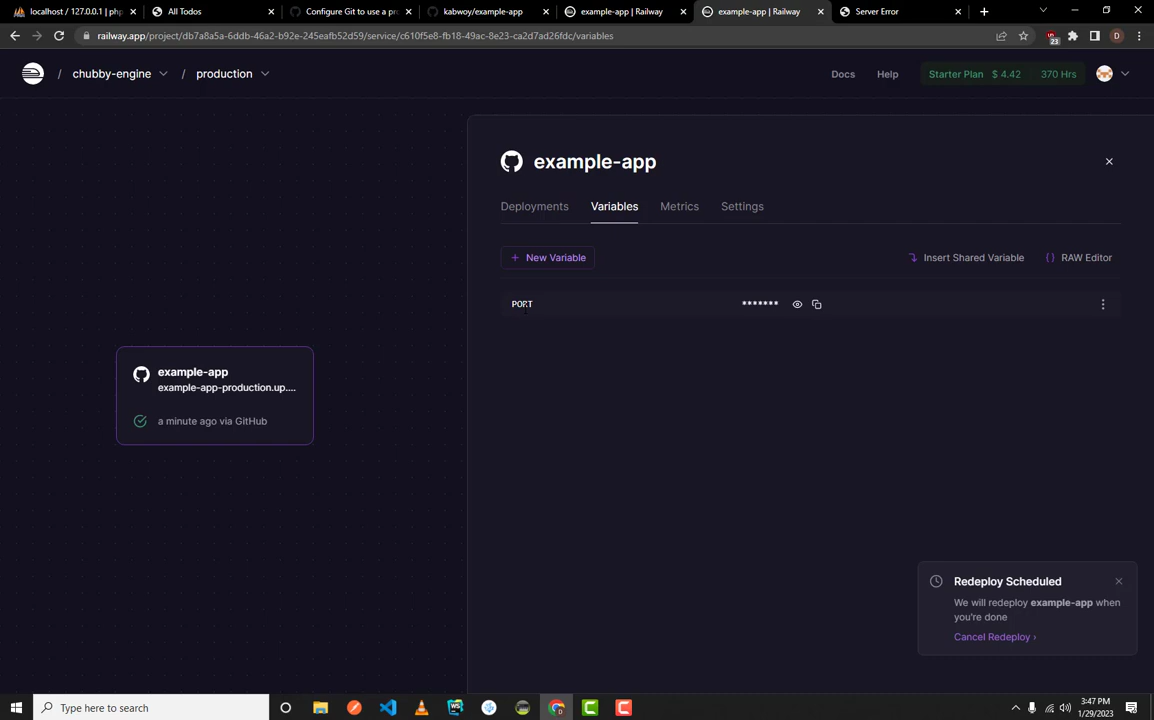 localhost / 127.0.0.1 | php
All Todos
Configure Git to use a pro
kabwoy/example-app
example-app | Railway
example-app | Railway
Server Error
railway.app/project/db7a8a5a-6ddb-46a2-b92e-245eafb52d59/service/c610f5e8-fb18-49ac-8e23-ca2d7ad26fdc/variables
23
D
/ chubby-engine / production
Docs
Help
Starter Plan $ 4.42 370 Hrs
example-app
Deployments
Variables
Metrics
Settings
+ New Variable
Insert Shared Variable
{} RAW Editor
PORT
*******
example-app
example-app-production.up....
a minute ago via GitHub
Redeploy Scheduled
We will redeploy example-app when
you're done
Cancel Redeploy ›
Type here to search
3:47 PM
1/29/2023